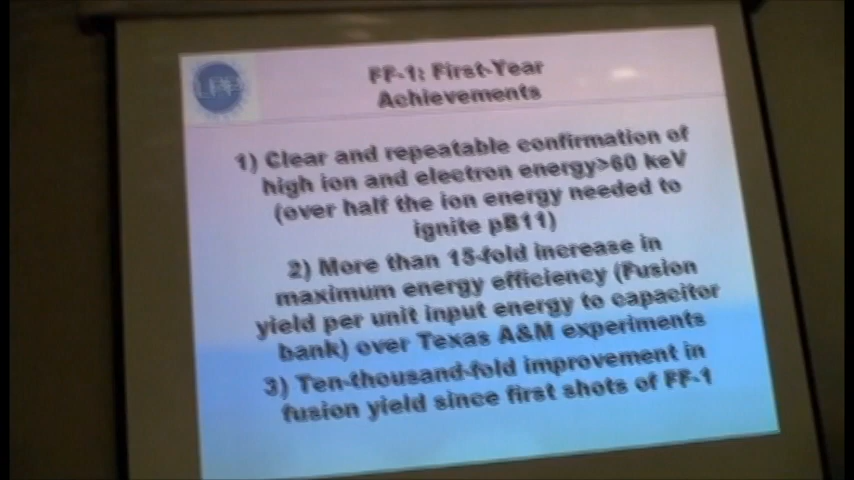 LPP
FF-1: First-Year
Achievements
1) Clear and repeatable confirmation of
high ion and electron energy>60 keV
(over half the ion energy needed to
ignite pB11)
2) More than 15-fold increase in
maximum energy efficiency (Fusion
yield per unit input energy to capacitor
bank) over Texas A&M experiments
3) Ten-thousand-fold improvement in
fusion yield since first shots of FF-1